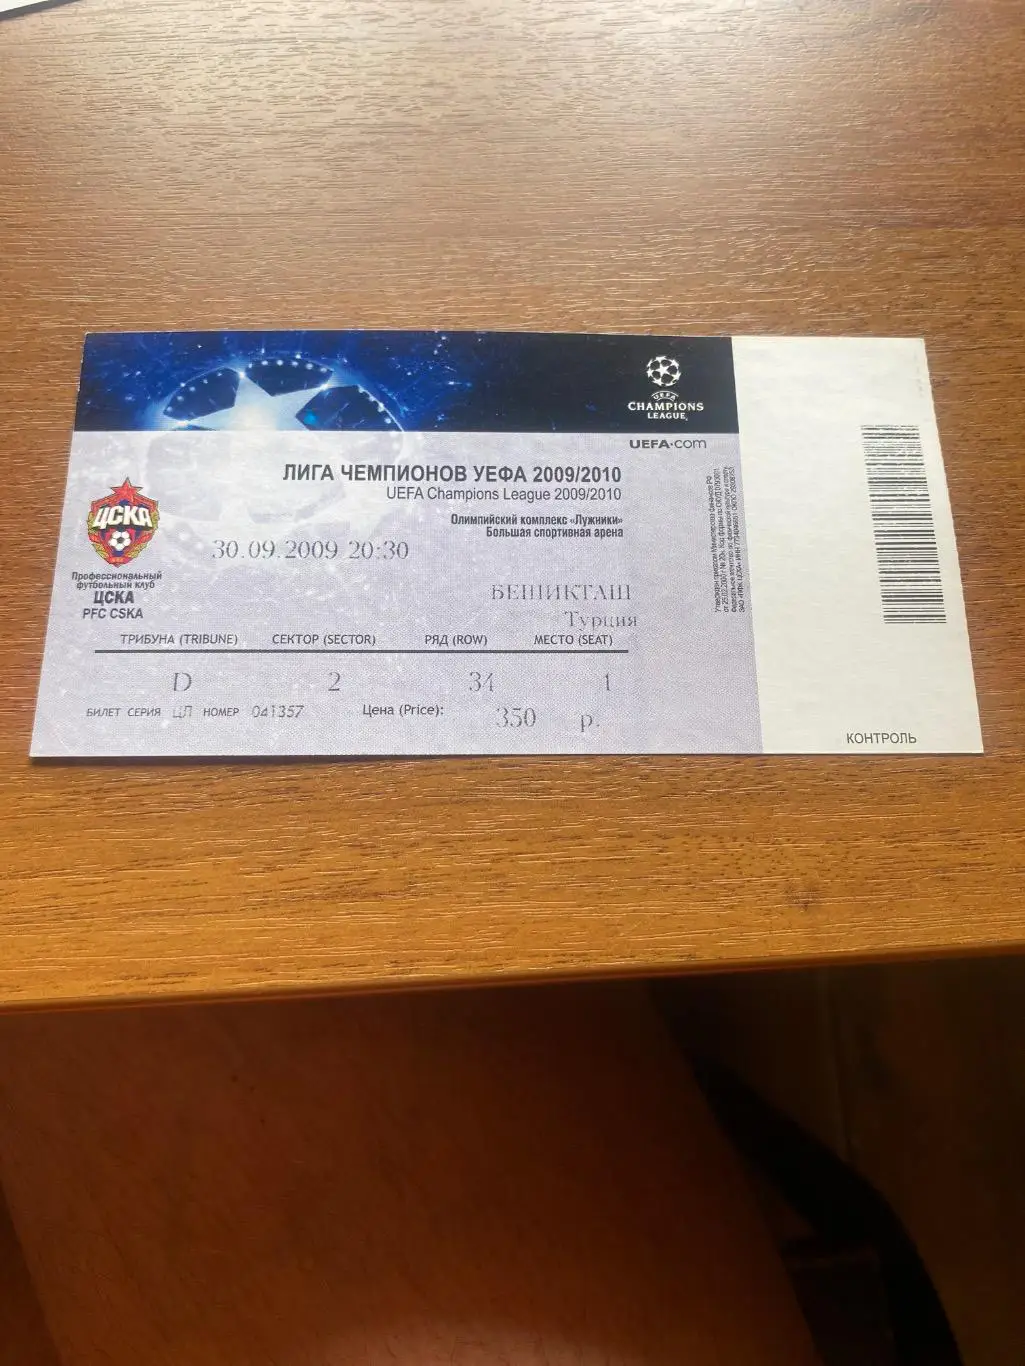 UEFA
CHAMPIONS
LEAGUE
UEFA.com
ЛИГА ЧЕМПИОНОВ УЕФА 2009/2010
UEFA Champions League 2009/2010
Олимпийский комплекс «Лужники»
Большая спортивная арена
ЦСКА
30.09.2009 20:30
Профессиональный
футбольный клуб
ЦСКА
PFC CSKA
БЕШИКТАШ
Турция
ТРИБУНА (TRIBUNE) СЕКТОР (SECTOR) РЯД (ROW) МЕСТО (SEAT)
D 2 34 1
БИЛЕТ СЕРИЯ ЦЛ НОМЕР 041357 Цена (Price): 350 р.
КОНТРОЛЬ